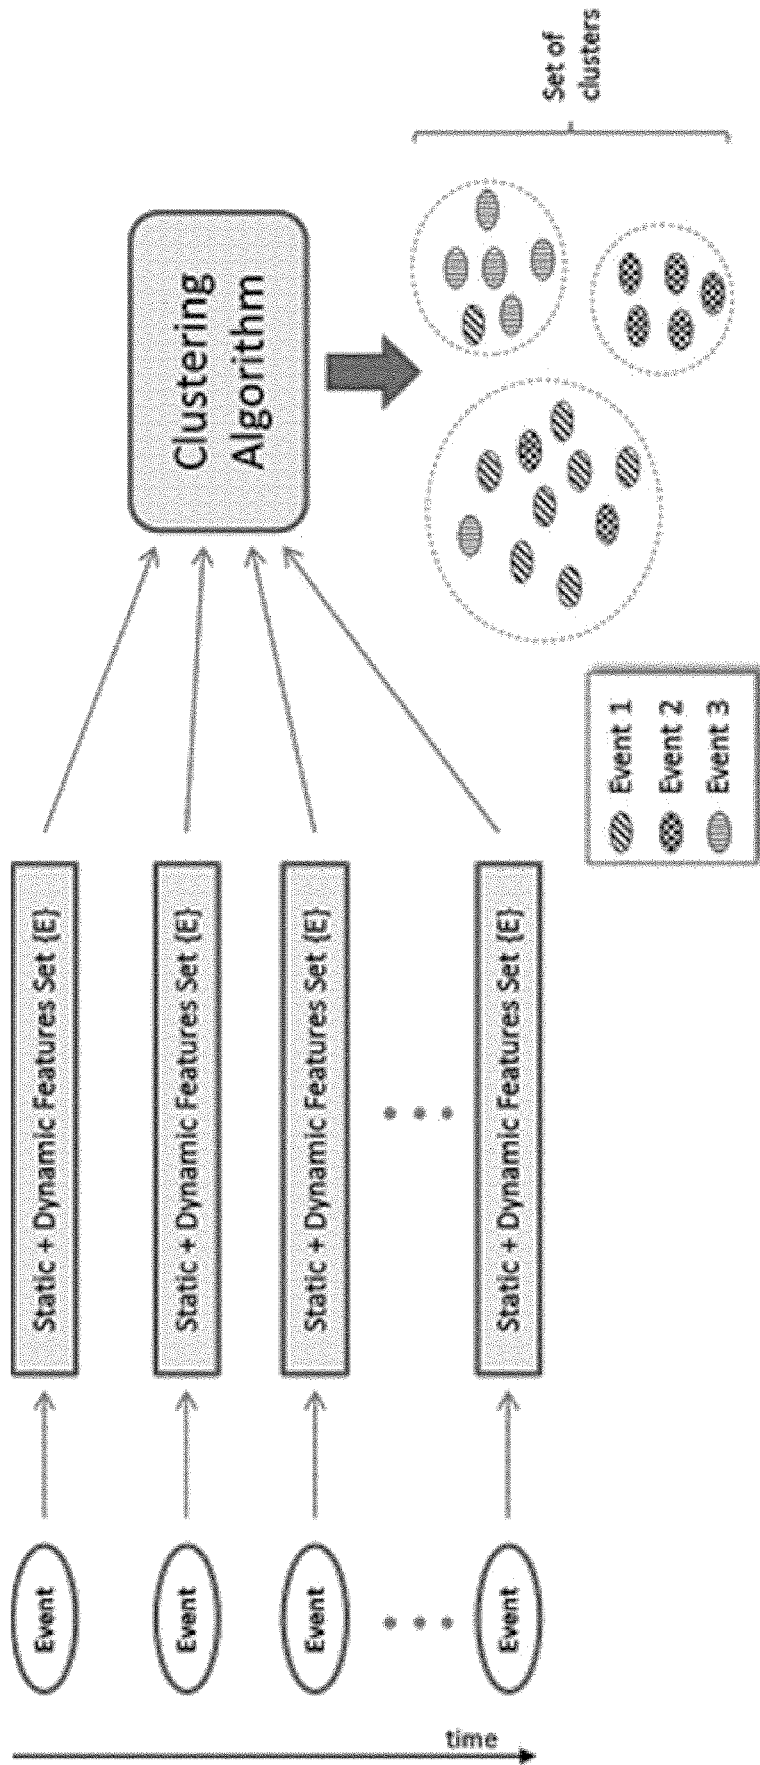 Event
Static + Dynamic Features Set {E}
Event
Static + Dynamic Features Set {E}
Event
Static + Dynamic Features Set {E}
Event
Static + Dynamic Features Set {E}
time
Clustering
Algorithm
Set of
clusters
Event 1
Event 2
Event 3